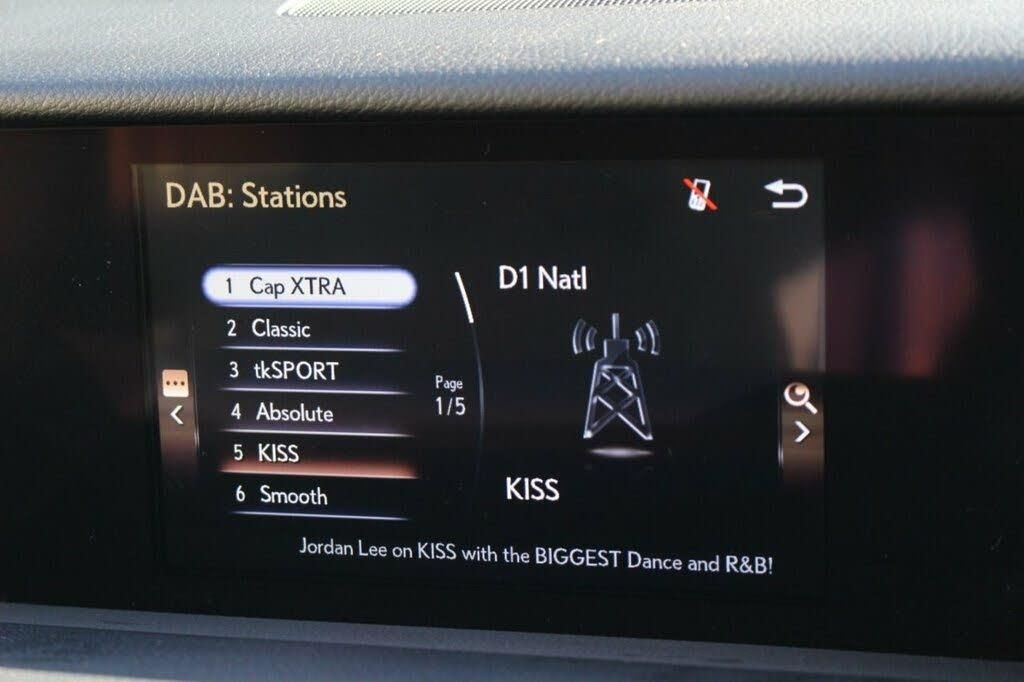 DAB: Stations
1 Cap XTRA
2 Classic
3 tkSPORT
4 Absolute
5 KISS
6 Smooth
Page
1/5
D1 Natl
KISS
Jordan Lee on KISS with the BIGGEST Dance and R&B!